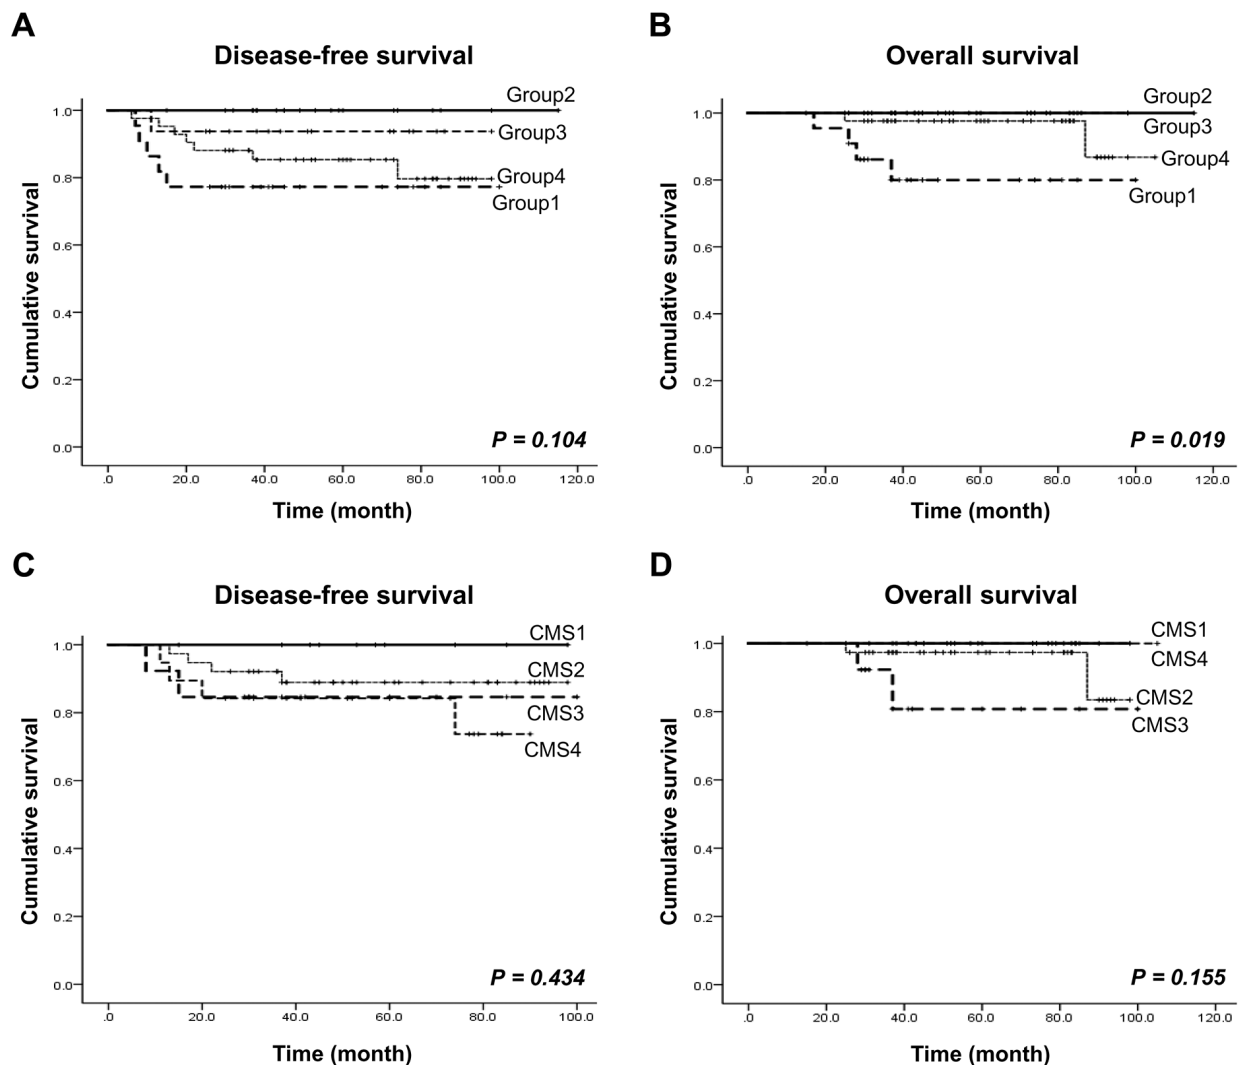 A
Disease-free survival
Cumulative survival
1.0
0.8
0.6
0.4
0.2
0.0
Group2
Group3
Group4
Group1
P = 0.104
.0 20.0 40.0 60.0 80.0 100.0 120.0
Time (month)
B
Overall survival
Cumulative survival
1.0
0.8
0.6
0.4
0.2
0.0
Group2
Group3
Group4
Group1
P = 0.019
.0 20.0 40.0 60.0 80.0 100.0 120.0
Time (month)
C
Disease-free survival
Cumulative survival
1.0
0.8
0.6
0.4
0.2
0.0
CMS1
CMS2
CMS3
CMS4
P = 0.434
.0 20.0 40.0 60.0 80.0 100.0
Time (month)
D
Overall survival
Cumulative survival
1.0
0.8
0.6
0.4
0.2
0.0
CMS1
CMS4
CMS2
CMS3
P = 0.155
.0 20.0 40.0 60.0 80.0 100.0 120.0
Time (month)